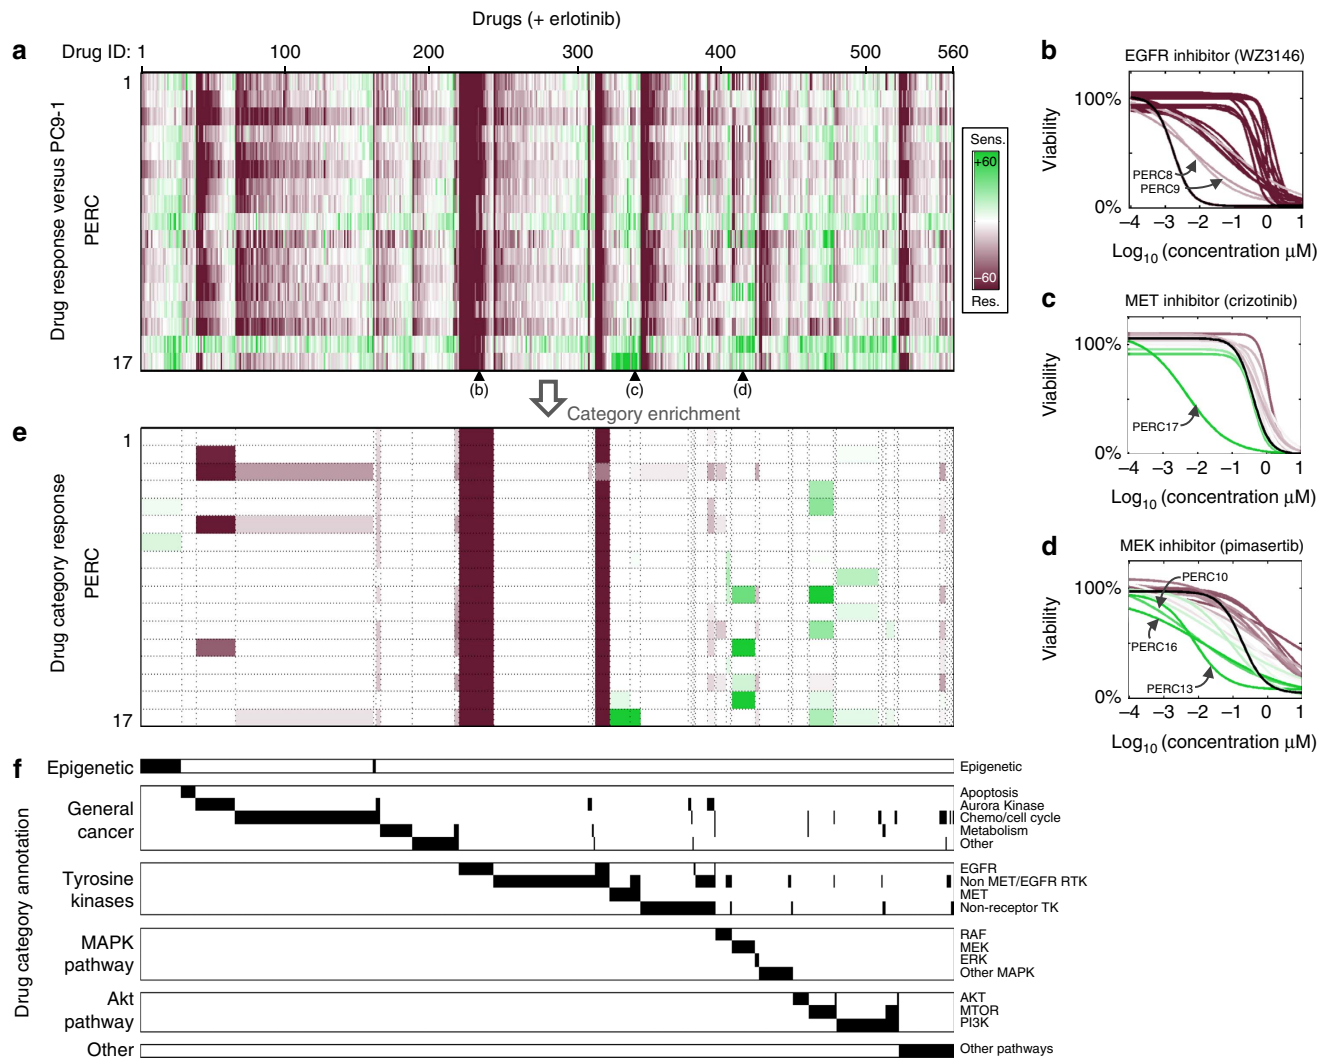 Drugs (+ erlotinib)
a
Drug ID: 1 100 200 300 400 500 560
Drug response versus PC9-1
PERC
1
17
Sens.
+60
−60
Res.
(b) (c) (d)
Category enrichment
b
EGFR inhibitor (WZ3146)
Viability
100%
0%
PERC8
PERC9
−4 −3 −2 −1 0 1
Log10 (concentration μM)
c
MET inhibitor (crizotinib)
Viability
100%
0%
PERC17
−4 −3 −2 −1 0 1
Log10 (concentration μM)
d
MEK inhibitor (pimasertib)
Viability
100%
0%
PERC10
PERC16
PERC13
−4 −3 −2 −1 0 1
Log10 (concentration μM)
e
Drug category response
PERC
1
17
f
Drug category annotation
Epigenetic
Epigenetic
General
cancer
Apoptosis
Aurora Kinase
Chemo/cell cycle
Metabolism
Other
Tyrosine
kinases
EGFR
Non MET/EGFR RTK
MET
Non-receptor TK
MAPK
pathway
RAF
MEK
ERK
Other MAPK
Akt
pathway
AKT
MTOR
PI3K
Other
Other pathways